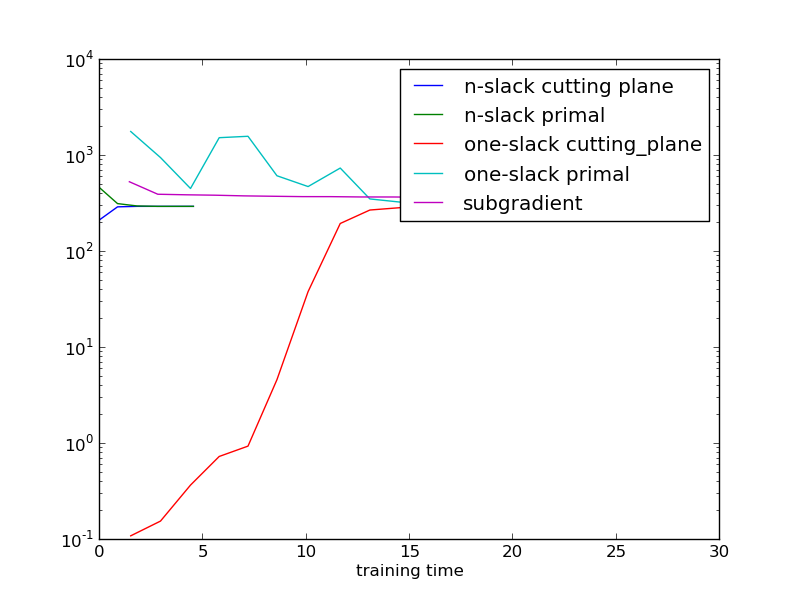 10^4
10^3
10^2
10^1
10^0
10^-1
n-slack cutting plane
n-slack primal
one-slack cutting_plane
one-slack primal
subgradient
0 5 10 15 20 25 30
training time